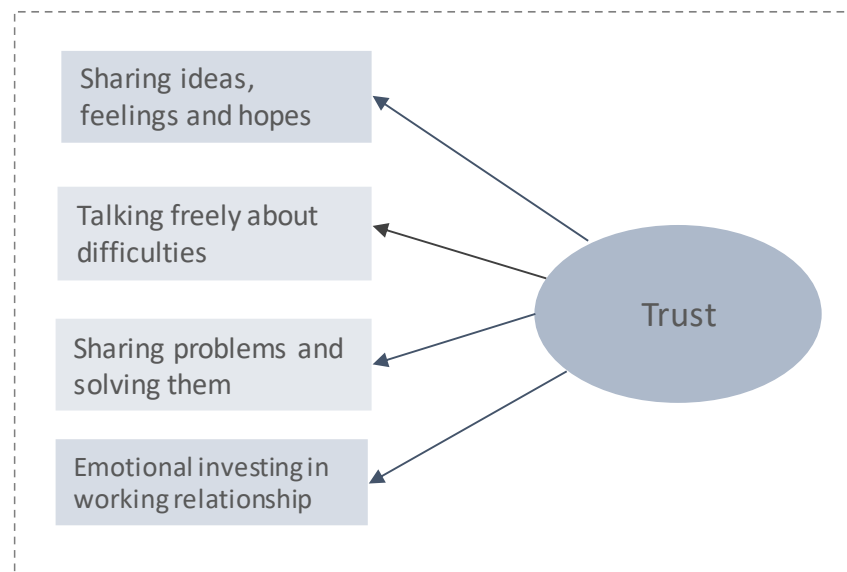 Sharing ideas,
feelings and hopes
Talking freely about
difficulties
Trust
Sharing problems and
solving them
Emotional investing in
working relationship